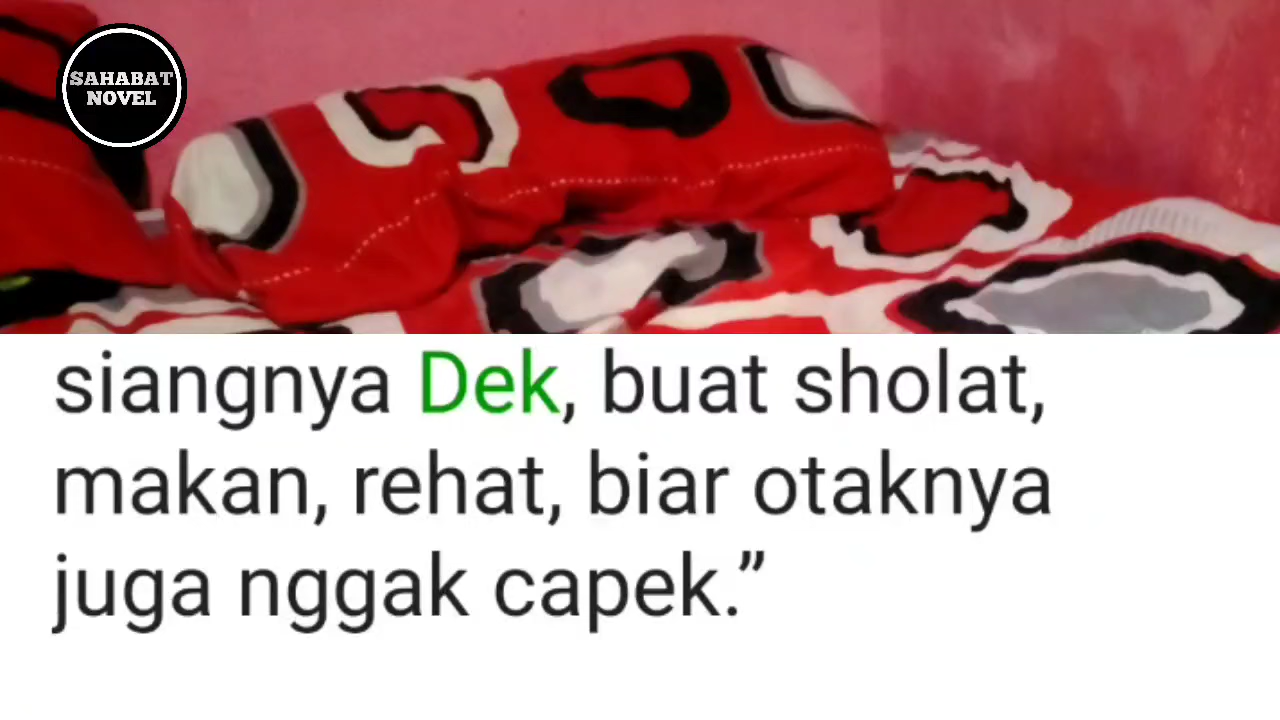 SAHABAT
NOVEL
siangnya Dek, buat sholat,
makan, rehat, biar otaknya
juga nggak capek.”